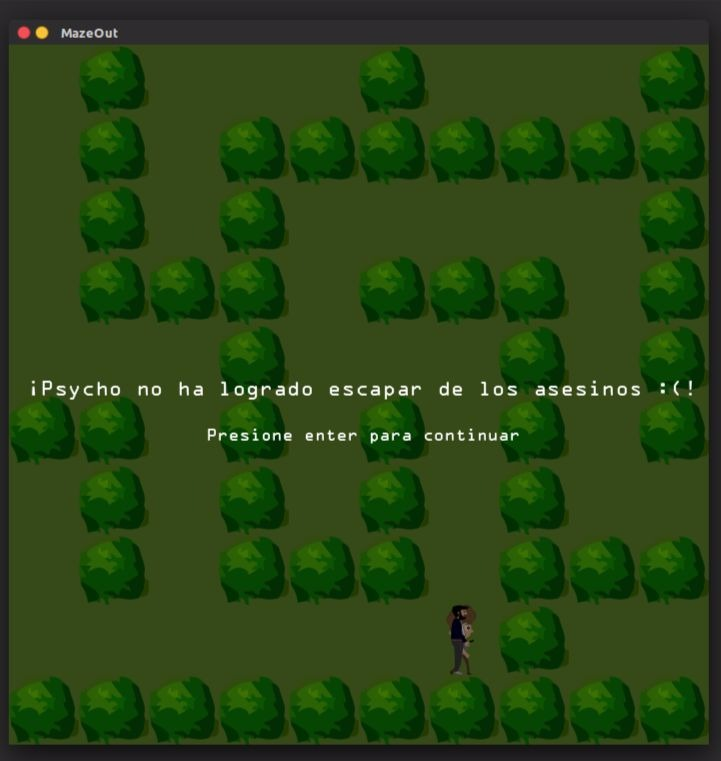 MazeOut
¡Psycho no ha logrado escapar de los asesinos :(!
Presione enter para continuar